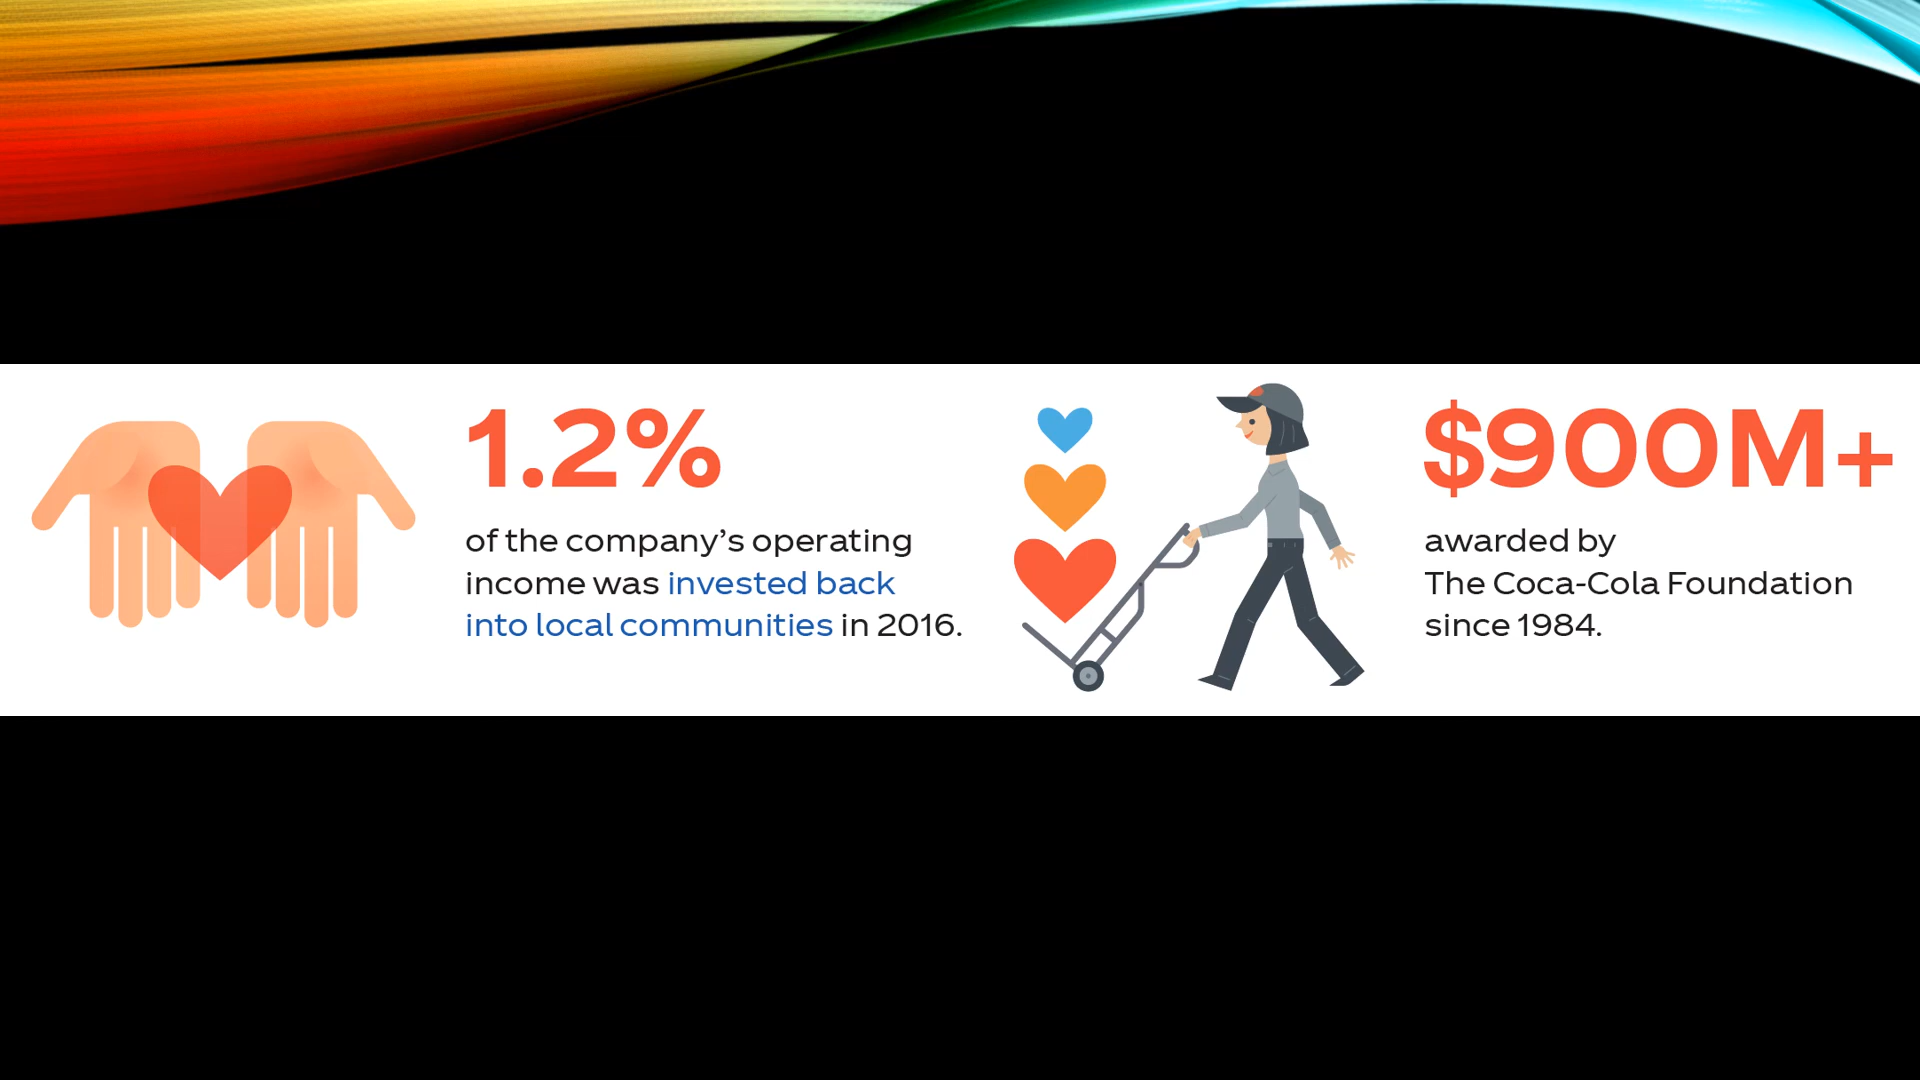 1.2%
of the company’s operating
income was invested back
into local communities in 2016.
$900M+
awarded by
The Coca-Cola Foundation
since 1984.